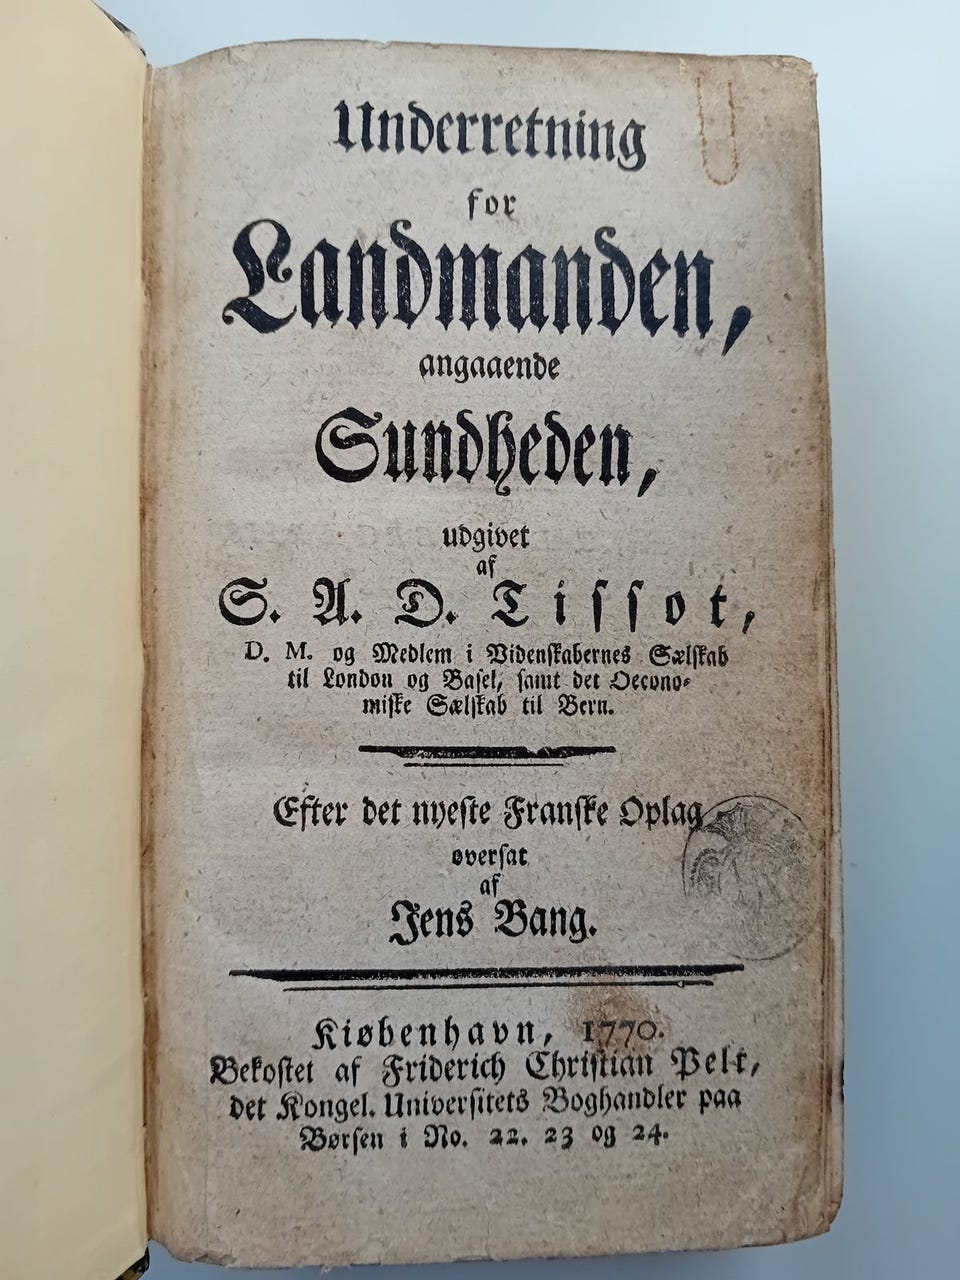 Underretning
for
Landmanden,
angaaende
Sundheden,
udgivet
af
S. A. D. Tissot,
D. M. og Medlem i Videnskabernes Sælskab
til London og Basel, samt det Oecono-
miske Sælskab til Bern.
Efter det nyeste Franske Oplag
oversat
af
Jens Bang.
Kiøbenhavn, 1770.
Bekostet af Friderich Christian Pelt,
det Kongel. Universitets Boghandler paa
Børsen i No. 22. 23 og 24.